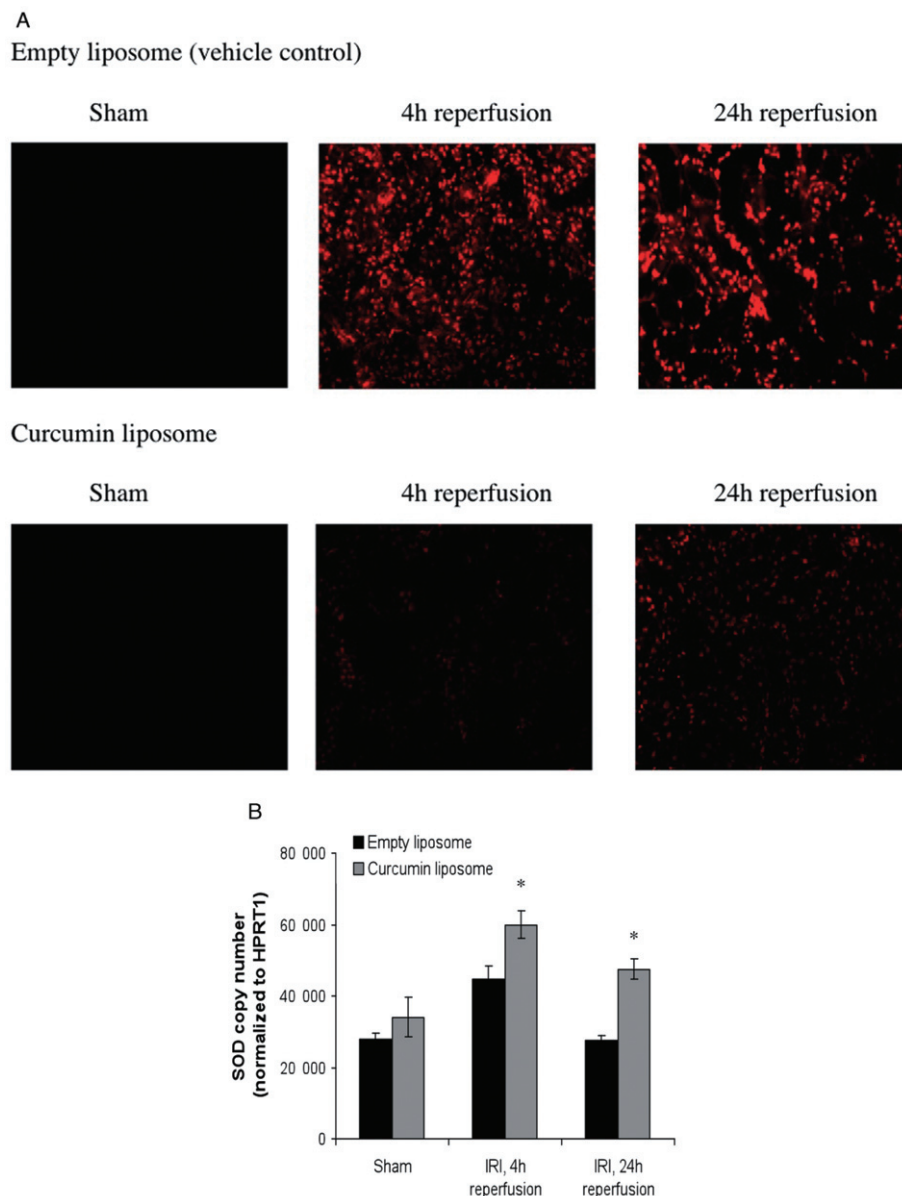 A
Empty liposome (vehicle control)
Sham 4h reperfusion 24h reperfusion
Curcumin liposome
Sham 4h reperfusion 24h reperfusion
B
Empty liposome
Curcumin liposome
SOD copy number
(normalized to HPRT1)
80 000
60 000
40 000
20 000
0
*
*
Sham
IRI, 4h
reperfusion
IRI, 24h
reperfusion